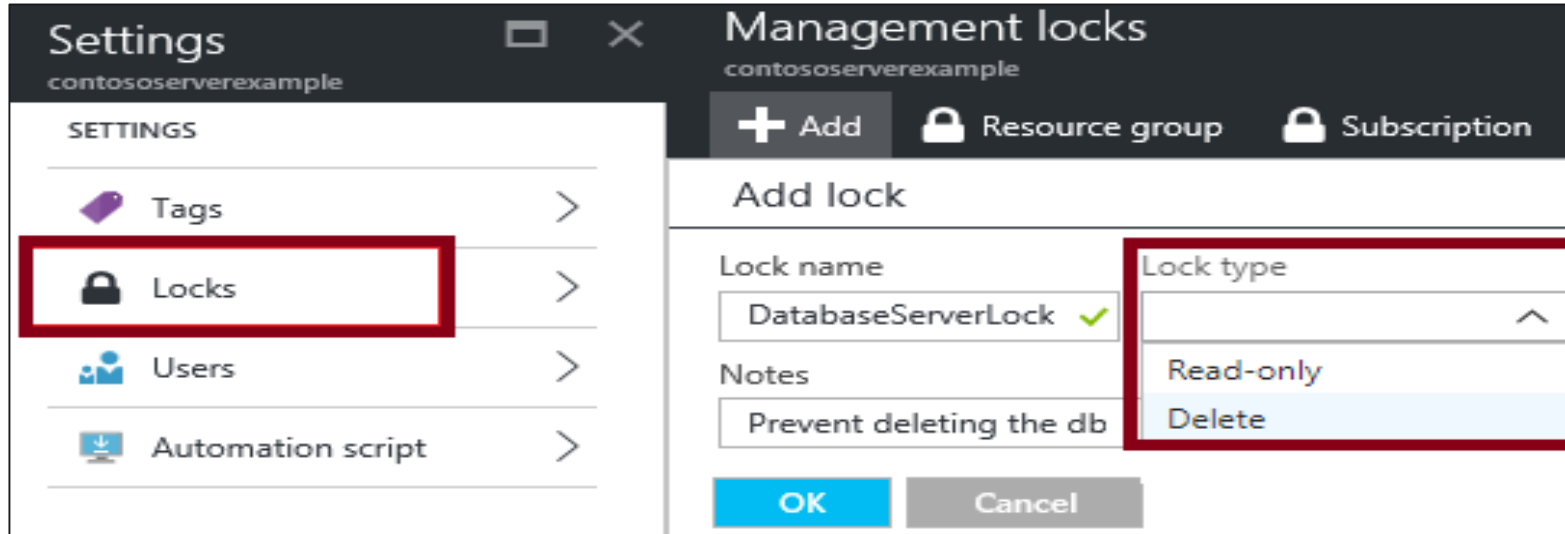 Settings
contososerverexample
SETTINGS
Tags
Locks
Users
Automation script
Management locks
contososerverexample
Add
Resource group
Subscription
Add lock
Lock name
DatabaseServerLock
Lock type
Read-only
Delete
Notes
Prevent deleting the db
OK
Cancel